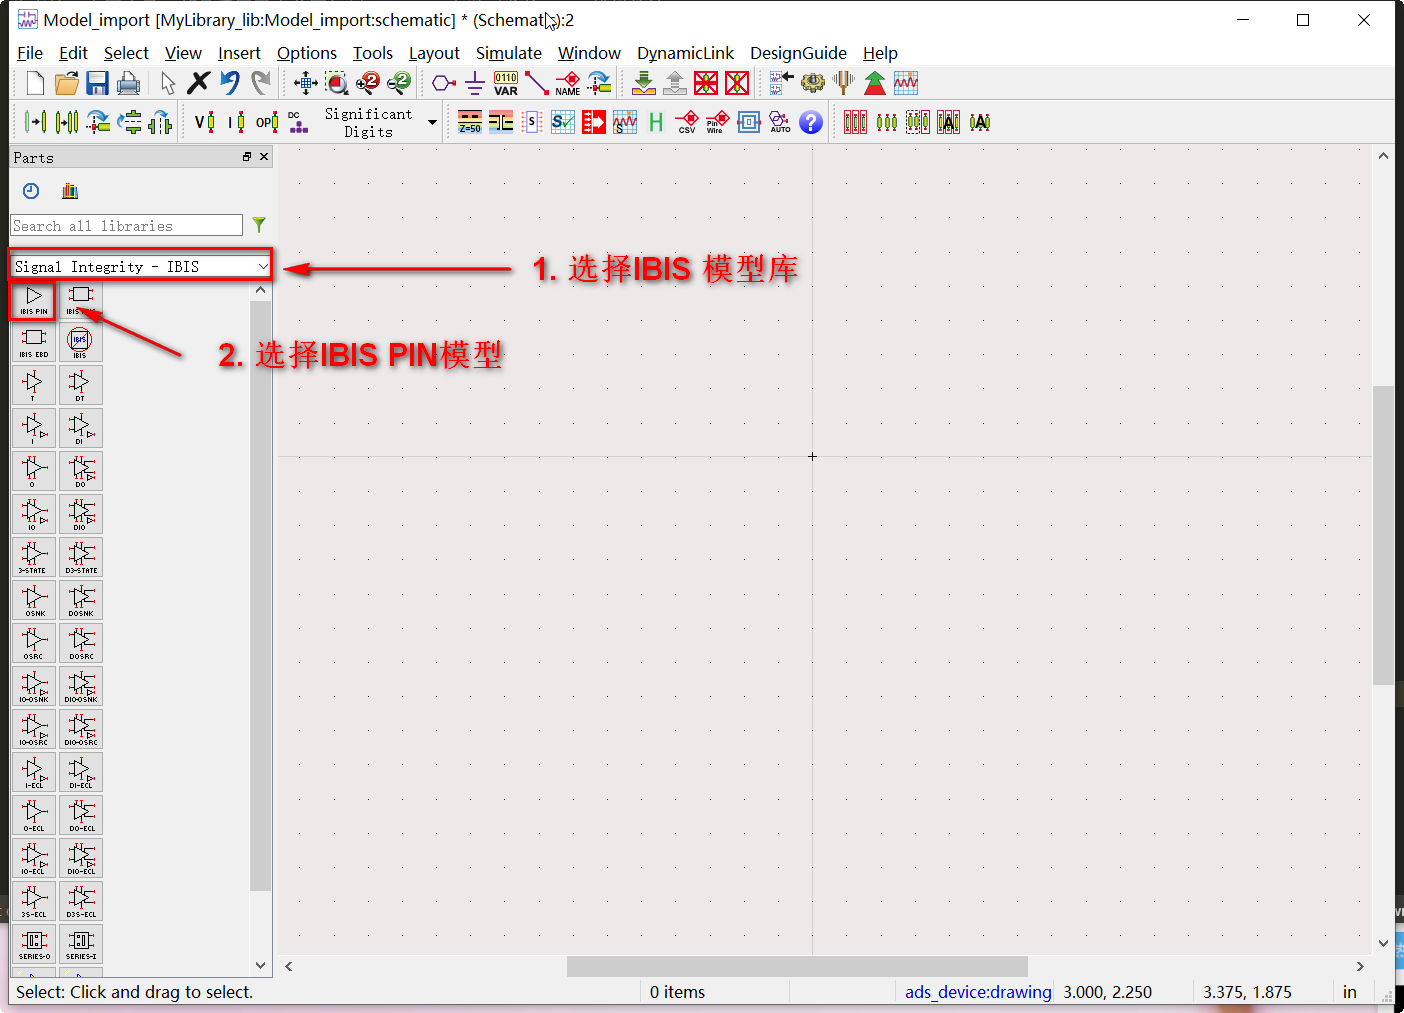 Model_import [MyLibrary_lib:Model_import:schematic] * (Schematic):2
File Edit Select View Insert Options Tools Layout Simulate Window DynamicLink DesignGuide Help
2 2 0110 VAR NAME
V I OP DC Significant Digits Z=50 S S S H CSV Pin Wire AUTO ? A A
Parts
Search all libraries
Signal Integrity - IBIS
1. 选择IBIS 模型库
IBIS PIN
2. 选择IBIS PIN模型
IBIS EBD IBIS IBIS
T DT
I DI
O DO
IO DIO
3-STATE D3-STATE
OSNK DOSNK
OSRC DOSRC
IO-OSNK DIO-OSNK
IO-OSRC DIO-OSRC
I-ECL DI-ECL
O-ECL DO-ECL
IO-ECL DIO-ECL
3S-ECL D3S-ECL
SERIES-O SERIES-I
Select: Click and drag to select. 0 items ads_device:drawing 3.000, 2.250 3.375, 1.875 in